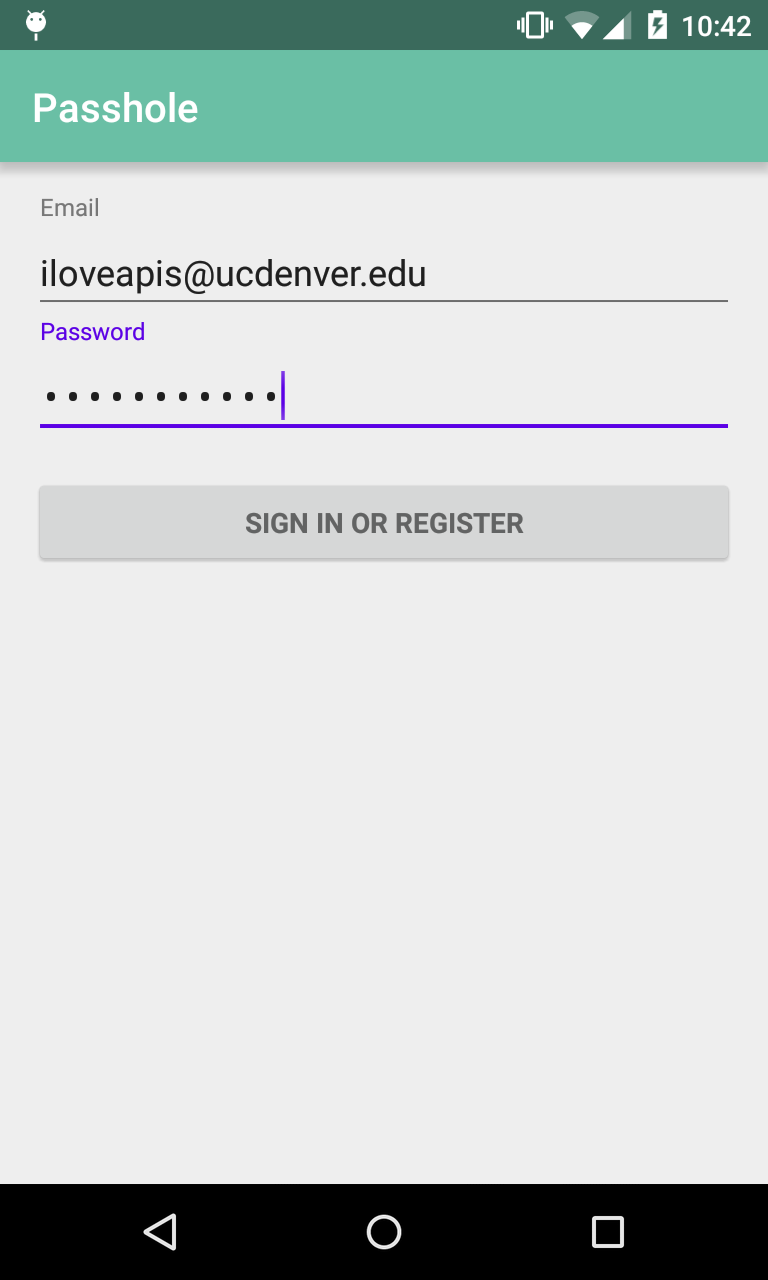 10:42
Passhole
Email
iloveapis@ucdenver.edu
Password
•••••••••••
SIGN IN OR REGISTER